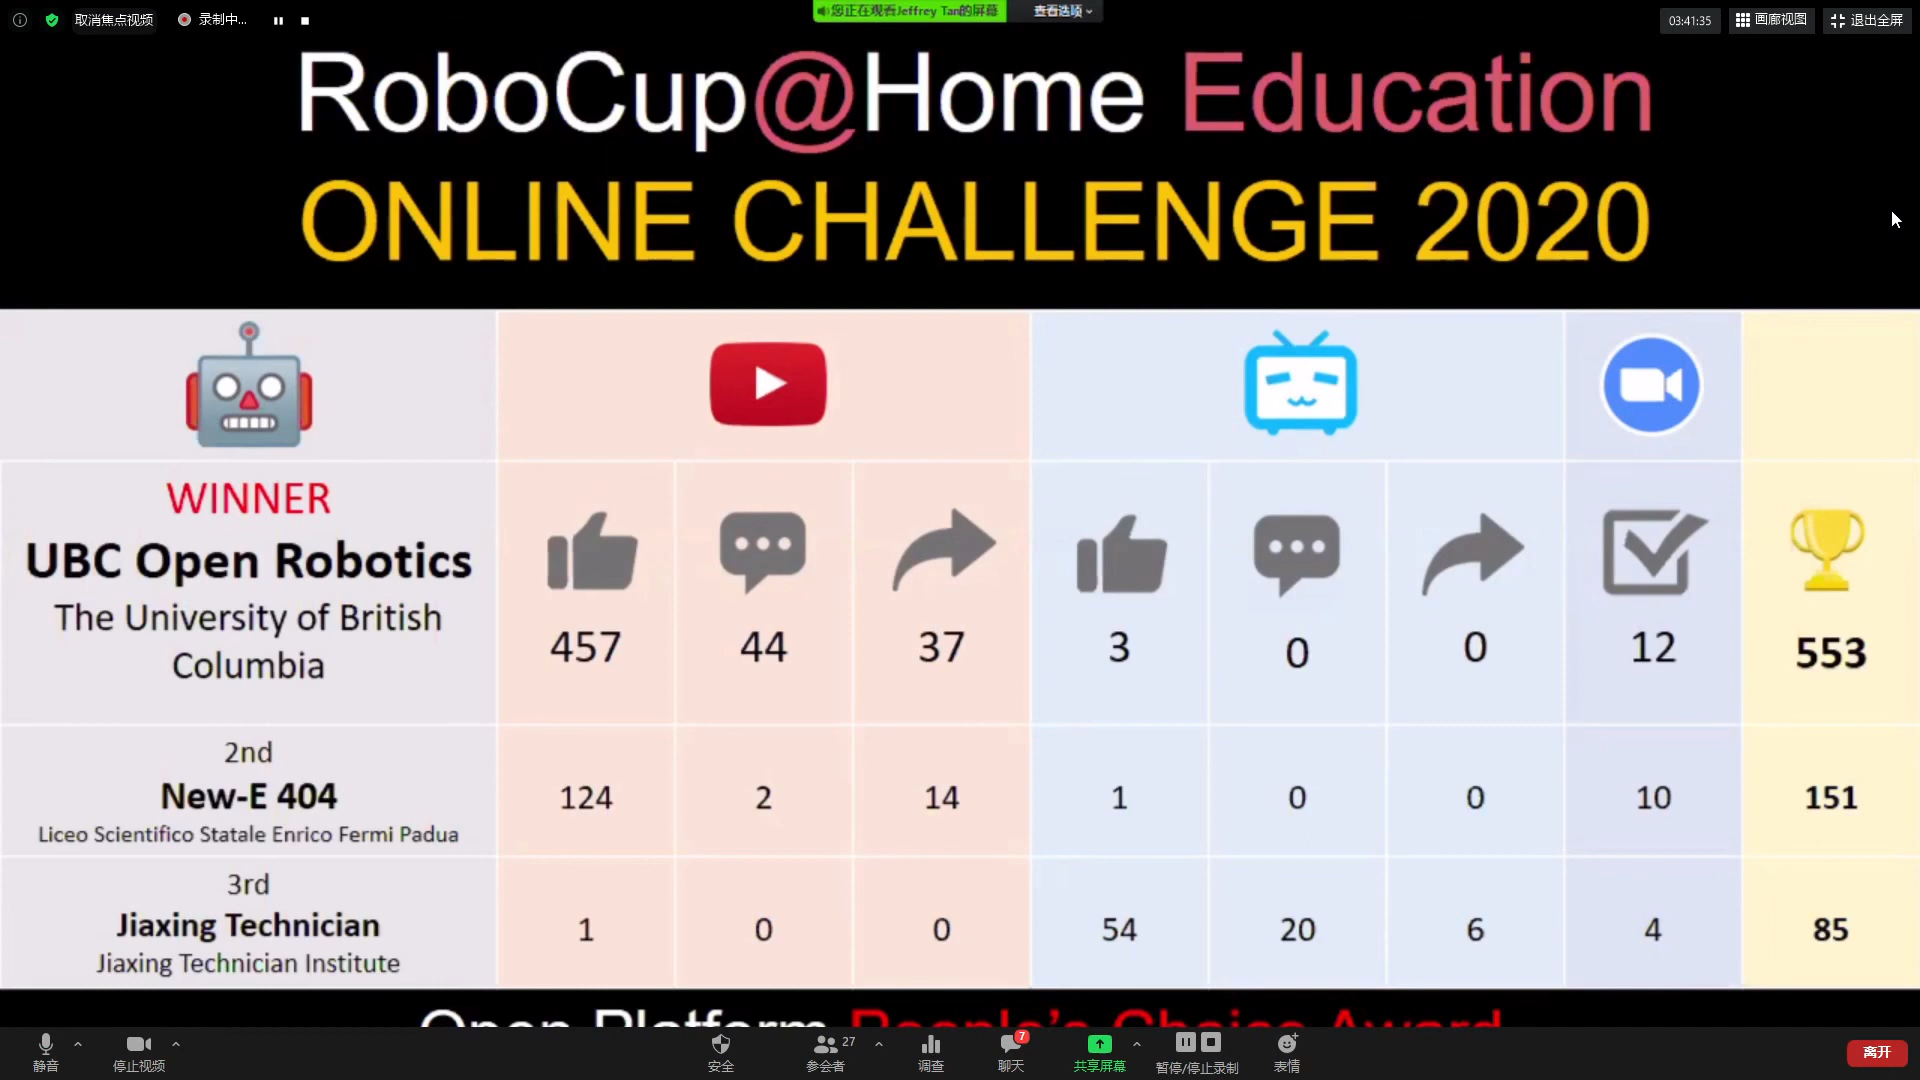 取消焦点视频
录制中...
您正在观看Jeffrey Tan的屏幕
查看选项
03:41:35
画廊视图
退出全屏
RoboCup@Home Education
ONLINE CHALLENGE 2020
WINNER
UBC Open Robotics
The University of British
Columbia
457 44 37 3 0 0 12 553
2nd
New-E 404
Liceo Scientifico Statale Enrico Fermi Padua
124 2 14 1 0 0 10 151
3rd
Jiaxing Technician
Jiaxing Technician Institute
1 0 0 54 20 6 4 85
Open Platform People's Choice Award
静音
停止视频
安全
参会者 27
调查
聊天 7
共享屏幕
暂停/停止录制
表情
离开